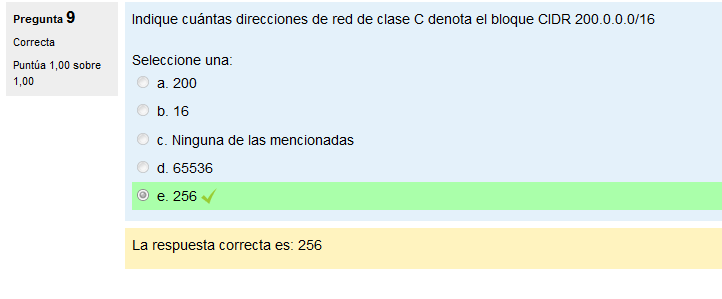 Pregunta 9
Correcta
Puntúa 1,00 sobre
1,00
Indique cuántas direcciones de red de clase C denota el bloque CIDR 200.0.0.0/16
Seleccione una:
a. 200
b. 16
c. Ninguna de las mencionadas
d. 65536
e. 256
La respuesta correcta es: 256